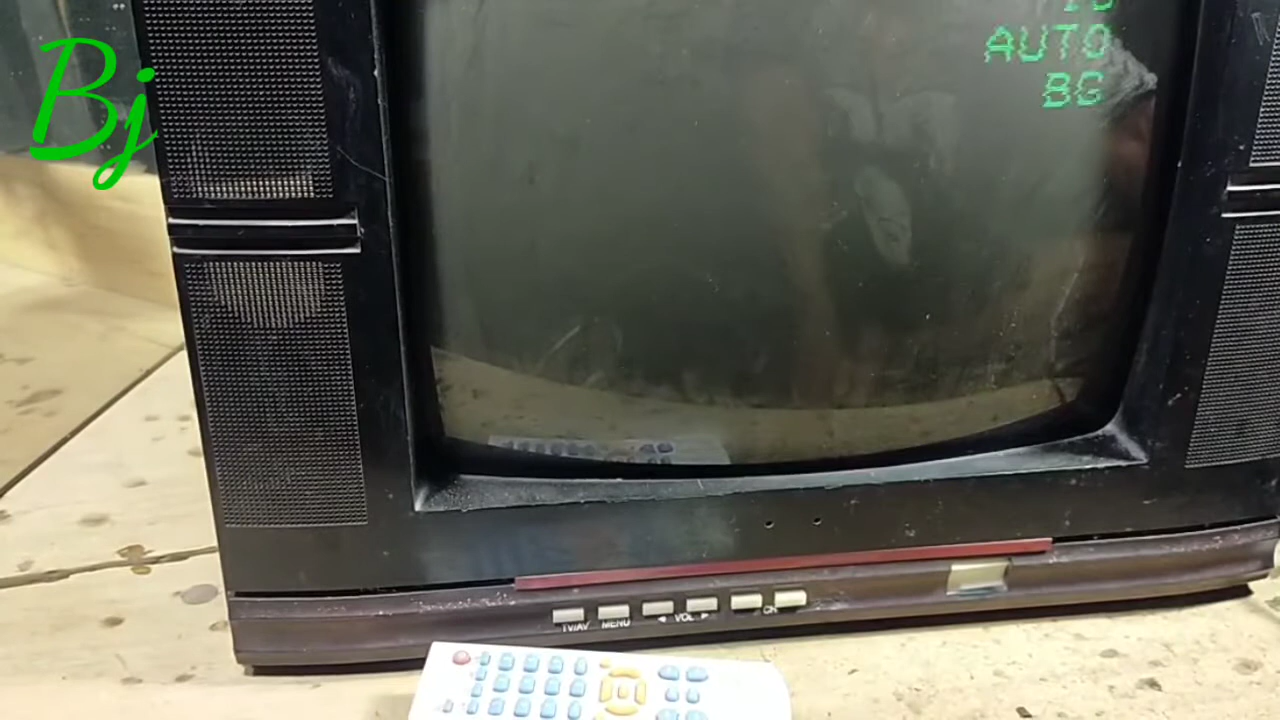 Bj
AUTO
BG
TV/AV MENU ◄ VOL ► CH